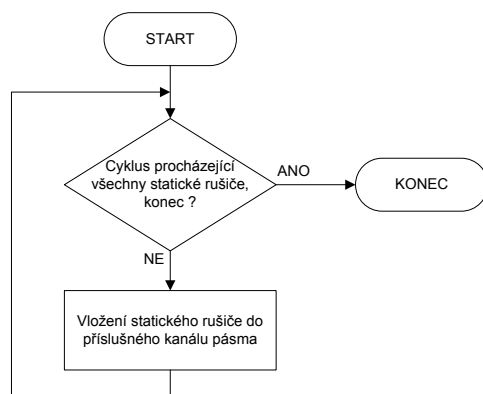 START
Cyklus procházející
všechny statické rušiče,
konec ?
ANO
KONEC
NE
Vložení statického rušiče do
příslušného kanálu pásma